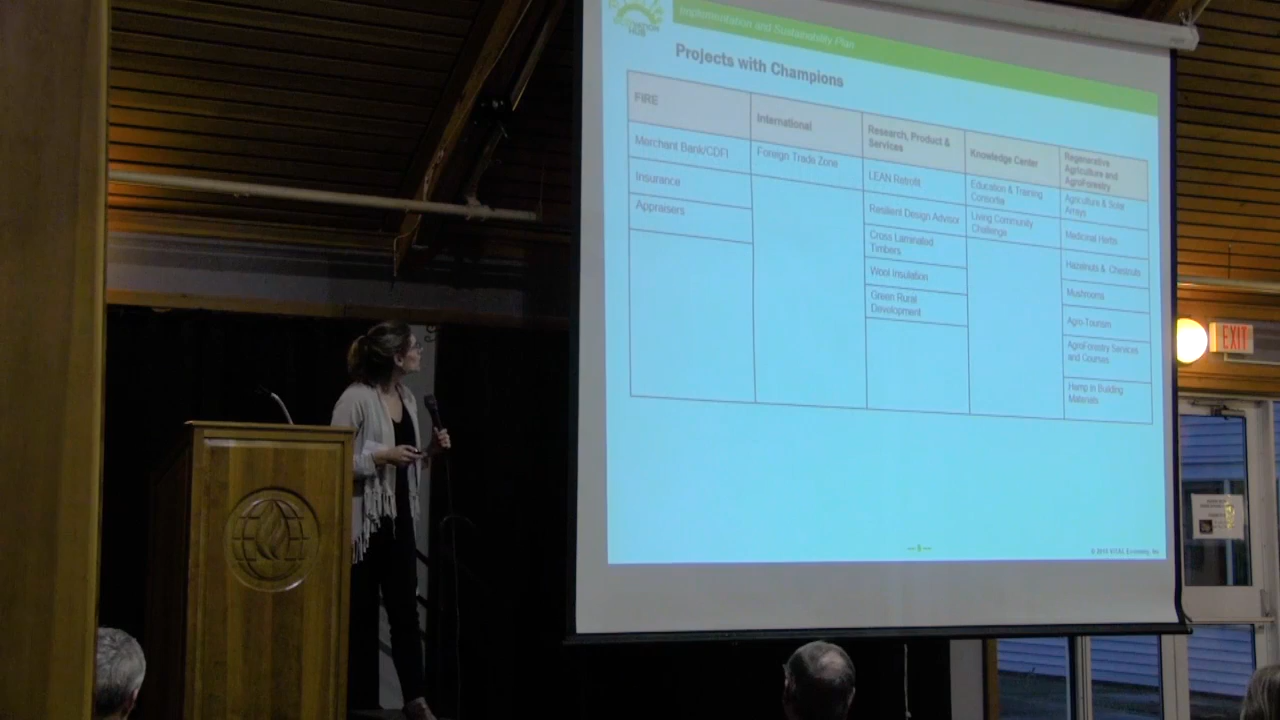 Implementation and Sustainability Plan
HUB
Projects with Champions
FIRE
Merchant Bank/CDFI
Insurance
Appraisers
International
Foreign Trade Zone
Research, Product &
Services
LEAN Retrofit
Resilient Design Advisor
Cross Laminated
Timbers
Wool Insulation
Green Rural
Development
Knowledge Center
Education & Training
Consortia
Living Community
Challenge
Regenerative
Agriculture and
AgroForestry
Agriculture & Solar
Arrays
Medicinal Herbs
Hazelnuts & Chestnuts
Mushrooms
Agro-Tourism
AgroForestry Services
and Courses
Hemp in Building
Materials
EXIT